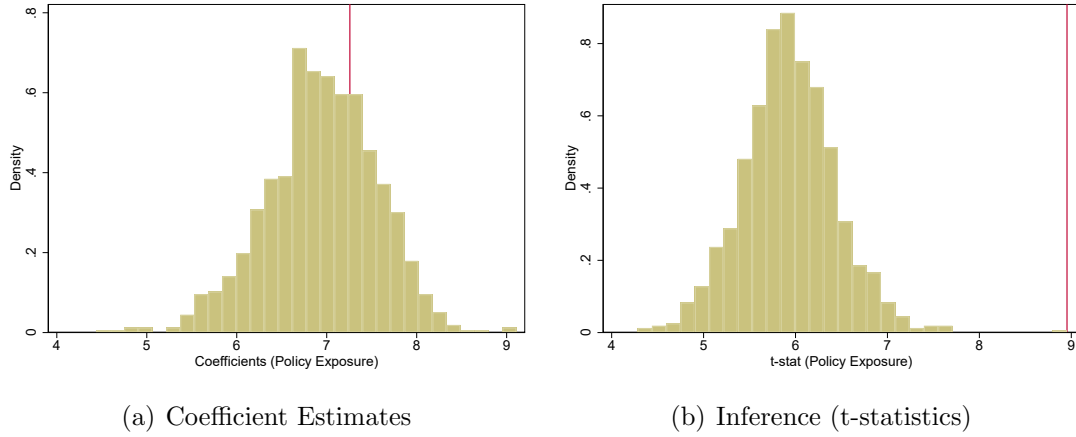 .8
.6
.4
.2
0
Density
4 5 6 7 8 9
Coefficients (Policy Exposure)
(a) Coefficient Estimates
.8
.6
.4
.2
0
Density
4 5 6 7 8 9
t-stat (Policy Exposure)
(b) Inference (t-statistics)